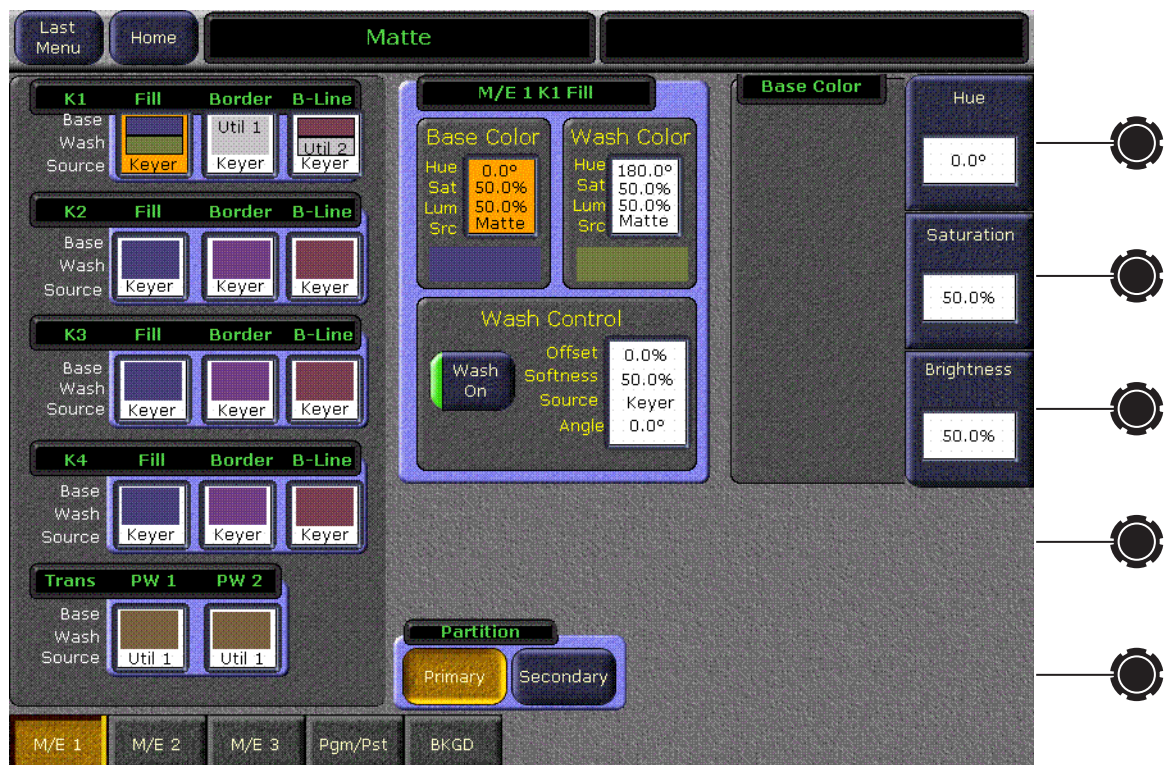 Last Menu
Home
Matte
K1 Fill Border B-Line
Base
Wash
Source
Util 1
Util 2
Keyer Keyer Keyer
K2 Fill Border B-Line
Base
Wash
Source
Keyer Keyer Keyer
K3 Fill Border B-Line
Base
Wash
Source
Keyer Keyer Keyer
K4 Fill Border B-Line
Base
Wash
Source
Keyer Keyer Keyer
Trans PW 1 PW 2
Base
Wash
Source
Util 1 Util 1
M/E 1 K1 Fill
Base Color
Hue 0.0°
Sat 50.0%
Lum 50.0%
Src Matte
Wash Color
Hue 180.0°
Sat 50.0%
Lum 50.0%
Src Matte
Wash Control
Wash On
Offset 0.0%
Softness 50.0%
Source Keyer
Angle 0.0°
Partition
Primary Secondary
Base Color
Hue
0.0°
Saturation
50.0%
Brightness
50.0%
M/E 1 M/E 2 M/E 3 Pgm/Pst BKGD